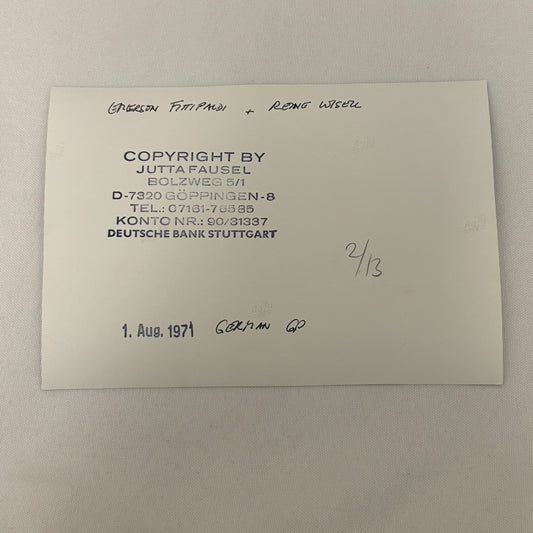 EMERSON FITTIPALDI + REINE WISELL
COPYRIGHT BY
JUTTA FAUSEL
BOLZWEG 5/1
D-7320 GÖPPINGEN-8
TEL.: 07161-76585
KONTO NR.: 90/31337
DEUTSCHE BANK STUTTGART
2/13
1. Aug. 1971 GERMAN GP